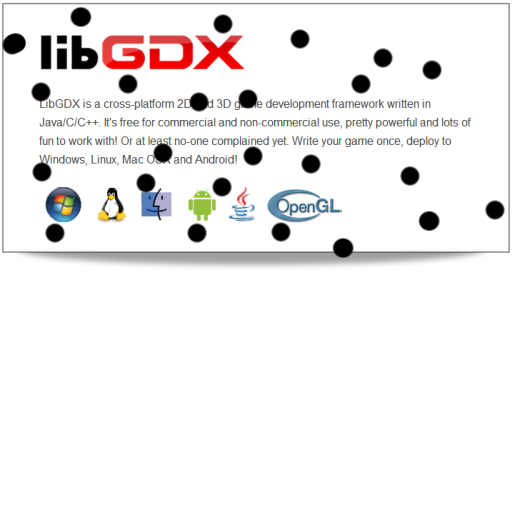 libGDX
LibGDX is a cross-platform 2D 3D development framework written in
Java/C/C++. It's free for commercial and non-commercial use, pretty powerful and lots of
fun to work with! Or at least no-one complained yet. Write your game once, deploy to
Windows, Linux, Mac and Android!
OpenGL